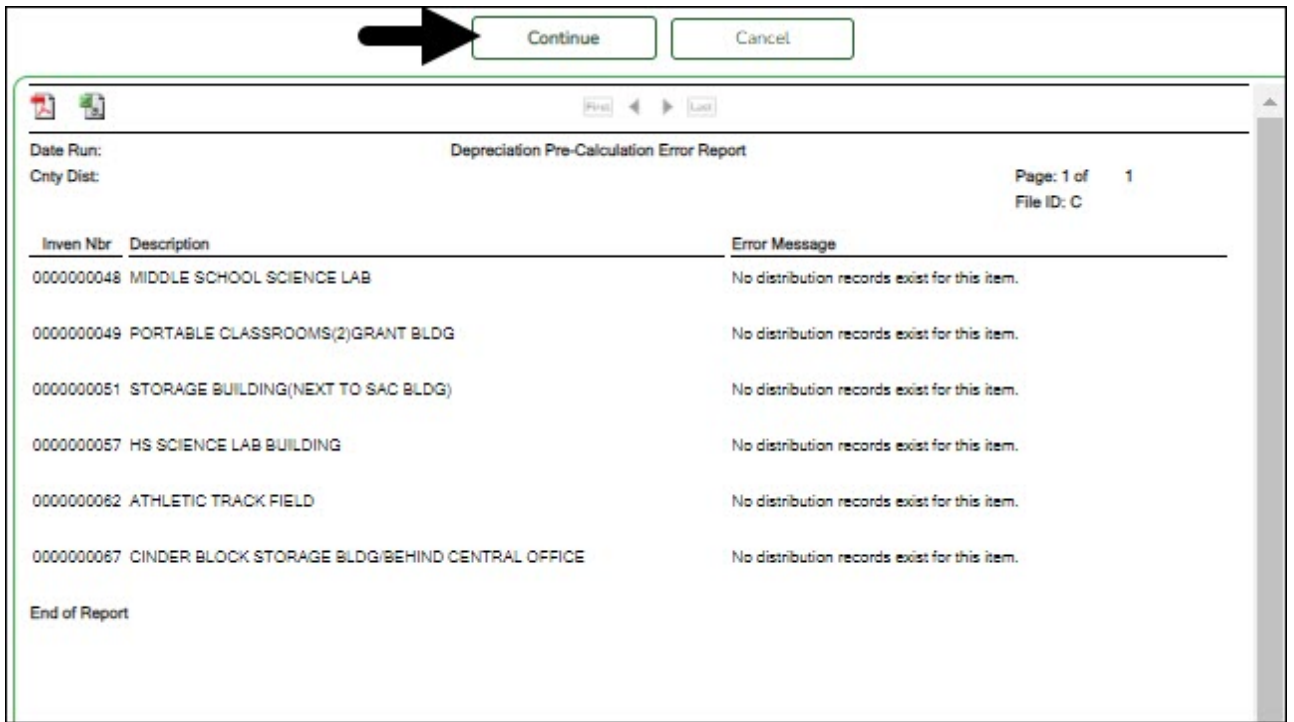 Continue Cancel
First Last
Date Run: Depreciation Pre-Calculation Error Report
Cnty Dist: Page: 1 of 1
File ID: C
Inven Nbr Description Error Message
0000000048 MIDDLE SCHOOL SCIENCE LAB No distribution records exist for this item.
0000000049 PORTABLE CLASSROOMS(2)GRANT BLDG No distribution records exist for this item.
0000000051 STORAGE BUILDING(NEXT TO SAC BLDG) No distribution records exist for this item.
0000000057 HS SCIENCE LAB BUILDING No distribution records exist for this item.
0000000062 ATHLETIC TRACK FIELD No distribution records exist for this item.
0000000067 CINDER BLOCK STORAGE BLDG/BEHIND CENTRAL OFFICE No distribution records exist for this item.
End of Report